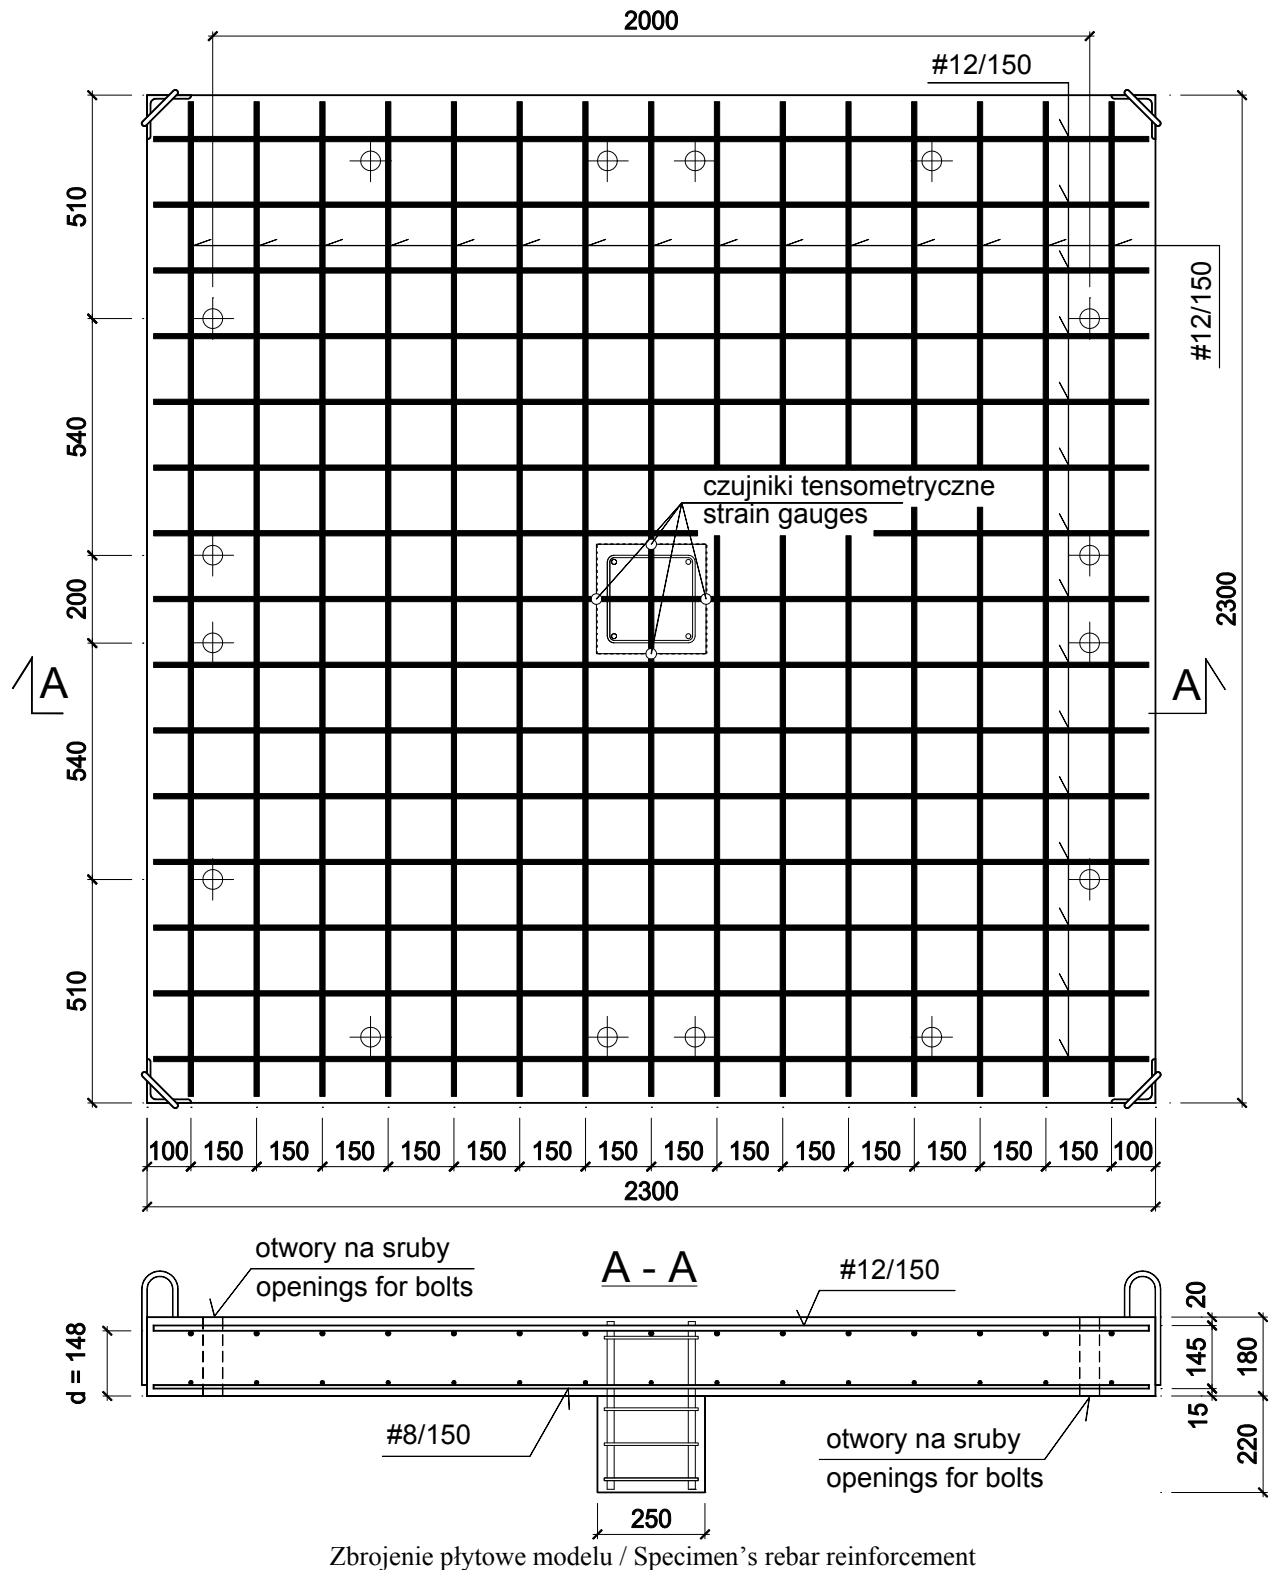 2000
#12/150
510
540
200
540
510
#12/150
2300
czujniki tensometryczne
strain gauges
A
A
100 150 150 150 150 150 150 150 150 150 150 150 150 150 150 100
2300
otwory na sruby
openings for bolts
A - A
#12/150
20
d = 148
145
180
15
220
#8/150
otwory na sruby
openings for bolts
250
Zbrojenie płytowe modelu / Specimen’s rebar reinforcement